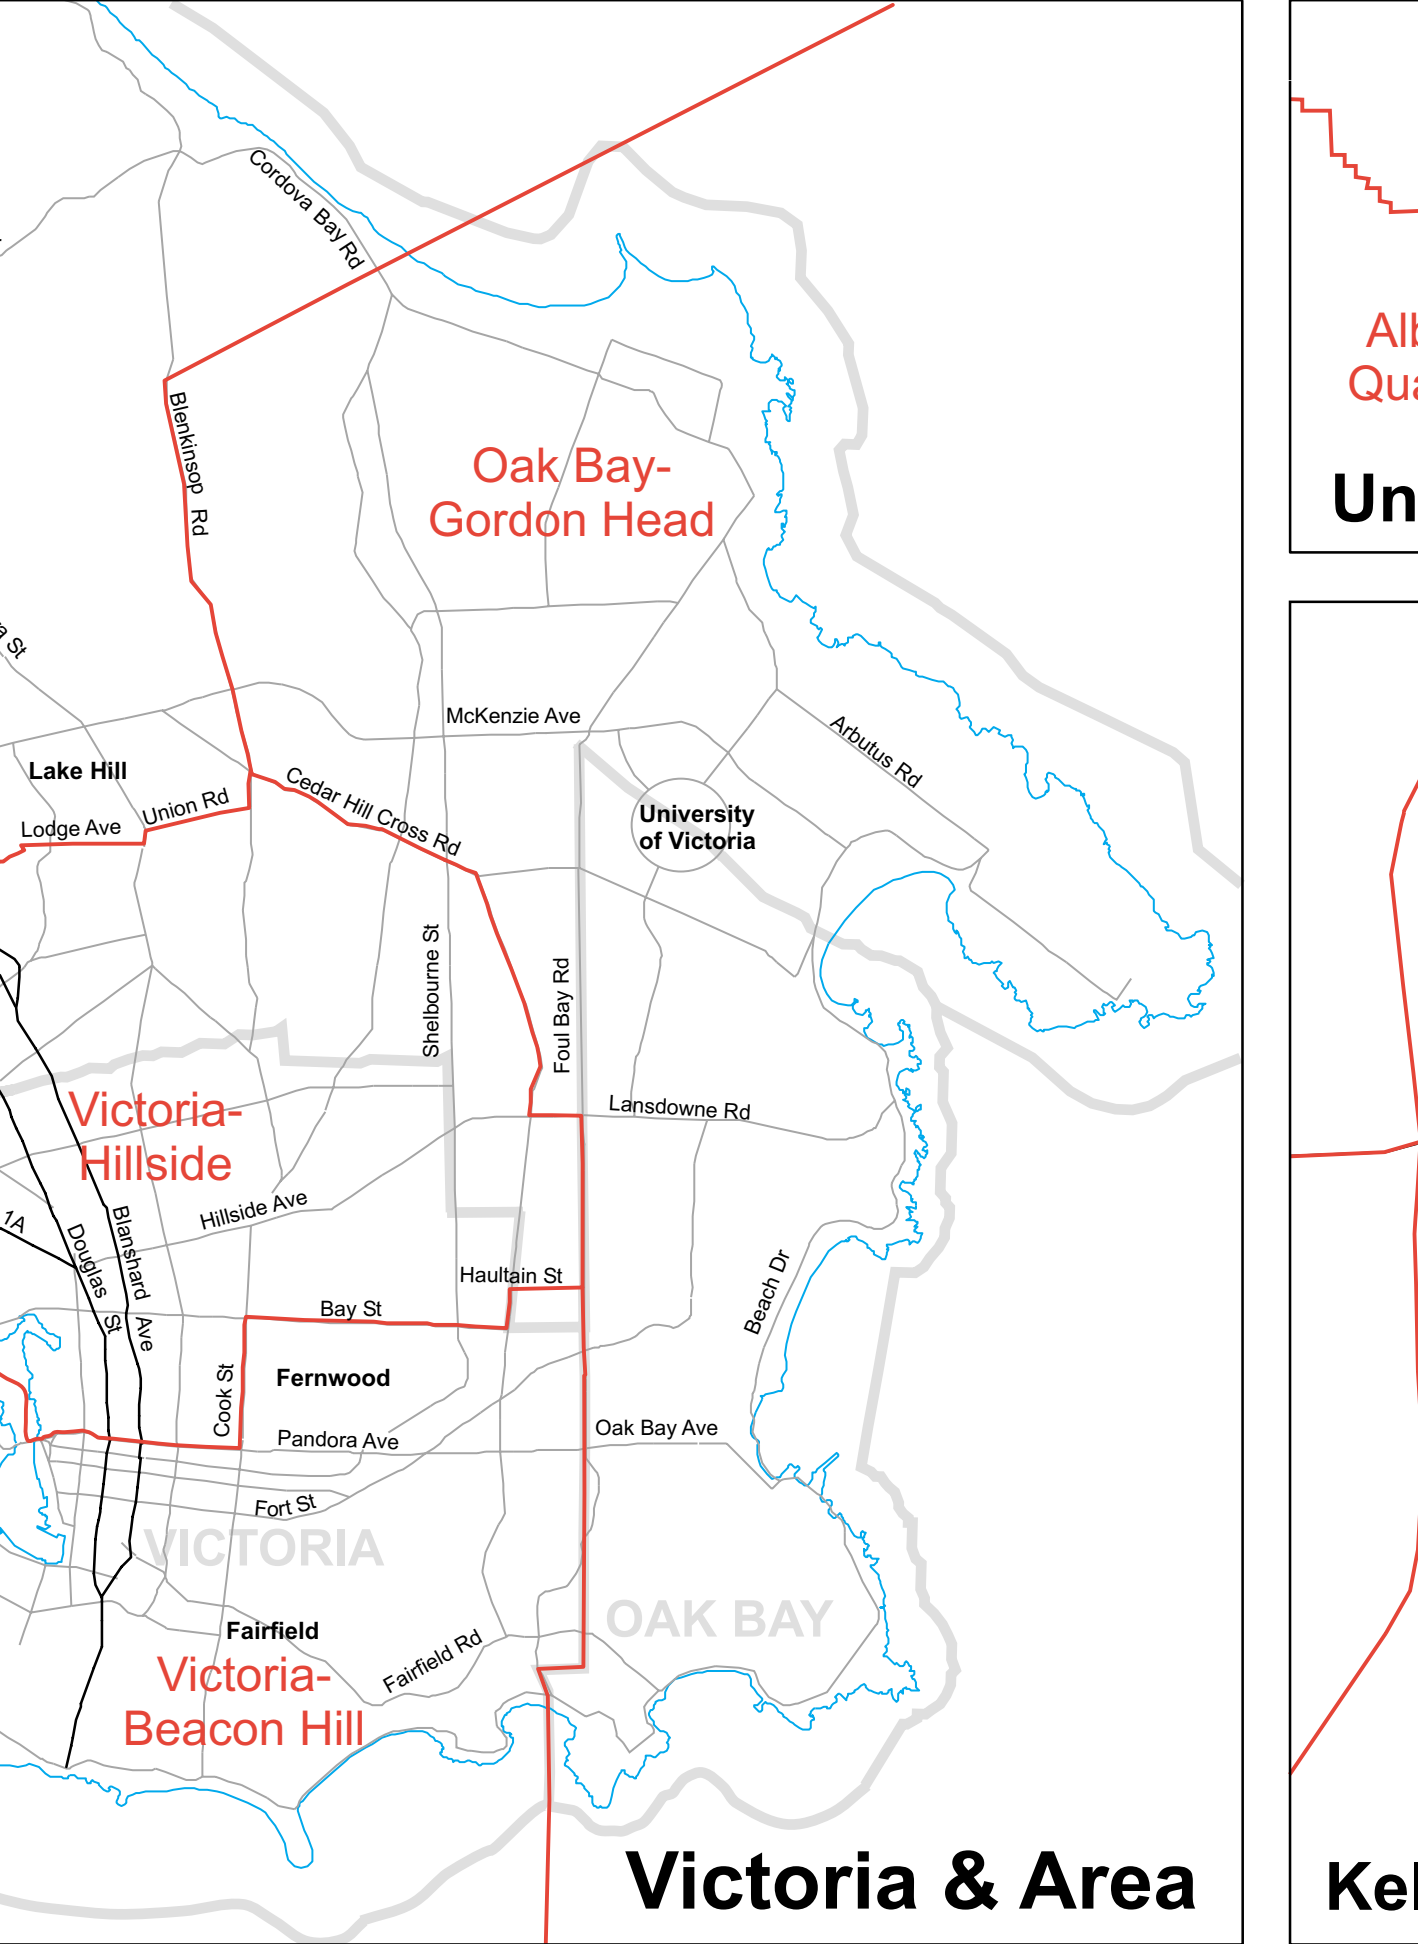 Cordova Bay Rd
Blenkinsop Rd
Oak Bay-
Gordon Head
McKenzie Ave
Arbutus Rd
Lake Hill
Union Rd
Lodge Ave
Cedar Hill Cross Rd
University
of Victoria
Shelbourne St
Foul Bay Rd
Victoria-
Hillside
Lansdowne Rd
Hillside Ave
1A
Douglas St
Blanshard Ave
Haultain St
Bay St
Beach Dr
Cook St
Fernwood
Pandora Ave
Oak Bay Ave
Fort St
VICTORIA
OAK BAY
Fairfield
Fairfield Rd
Victoria-
Beacon Hill
Victoria & Area
St